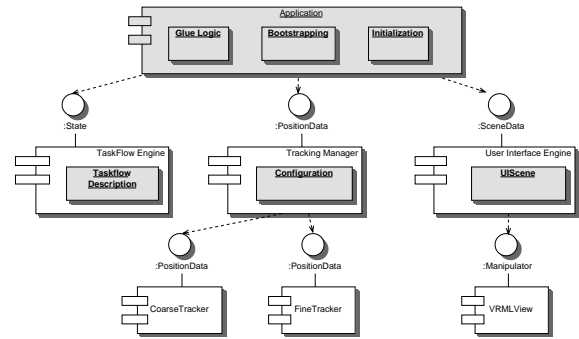 Application
Glue Logic
Bootstrapping
Initialization
:State
:PositionData
:SceneData
TaskFlow Engine
Tracking Manager
User Interface Engine
Taskflow
Description
Configuration
UIScene
:PositionData
:PositionData
:Manipulator
CoarseTracker
FineTracker
VRMLView